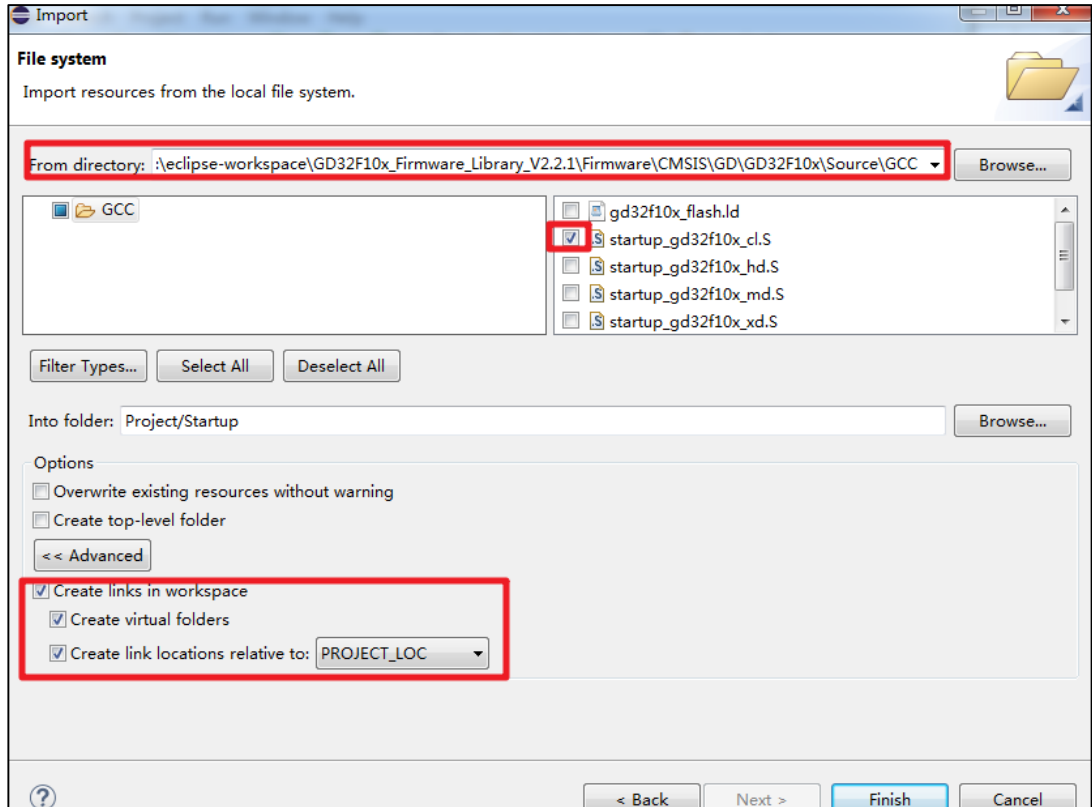 Import
File system
Import resources from the local file system.
From directory: :\eclipse-workspace\GD32F10x_Firmware_Library_V2.2.1\Firmware\CMSIS\GD\GD32F10x\Source\GCC
Browse...
GCC
gd32f10x_flash.ld
startup_gd32f10x_cl.S
startup_gd32f10x_hd.S
startup_gd32f10x_md.S
startup_gd32f10x_xd.S
Filter Types...
Select All
Deselect All
Into folder: Project/Startup
Browse...
Options
Overwrite existing resources without warning
Create top-level folder
<< Advanced
Create links in workspace
Create virtual folders
Create link locations relative to: PROJECT_LOC
< Back
Next >
Finish
Cancel